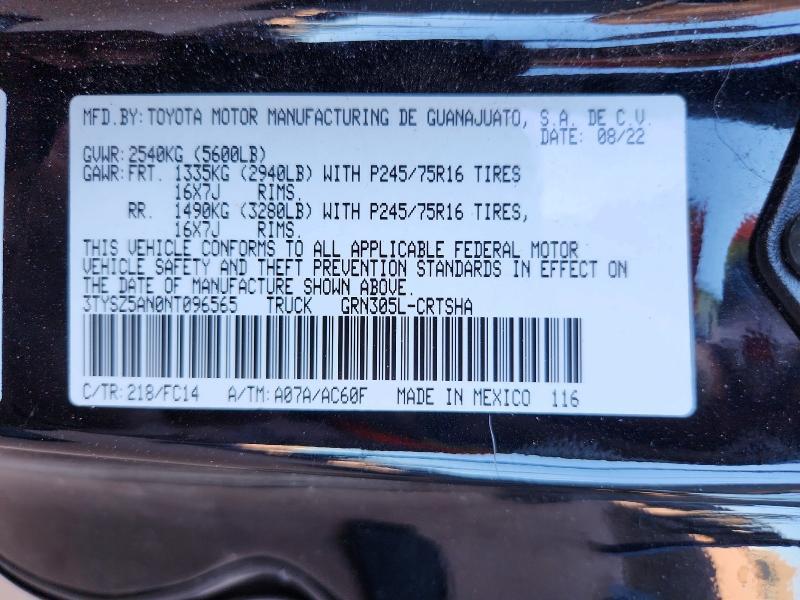 MFD.BY:TOYOTA MOTOR MANUFACTURING DE GUANAJUATO, S.A. DE C.V.
DATE: 08/22
GVWR:2540KG (5600LB)
GAWR:FRT. 1335KG (2940LB) WITH P245/75R16 TIRES
16X7J RIMS.
RR. 1490KG (3280LB) WITH P245/75R16 TIRES,
16X7J RIMS.
THIS VEHICLE CONFORMS TO ALL APPLICABLE FEDERAL MOTOR
VEHICLE SAFETY AND THEFT PREVENTION STANDARDS IN EFFECT ON
THE DATE OF MANUFACTURE SHOWN ABOVE.
3TYSZ5AN0NT096565 TRUCK GRN305L-CRTSHA
C/TR:218/FC14 A/TM:A07A/AC60F MADE IN MEXICO 116